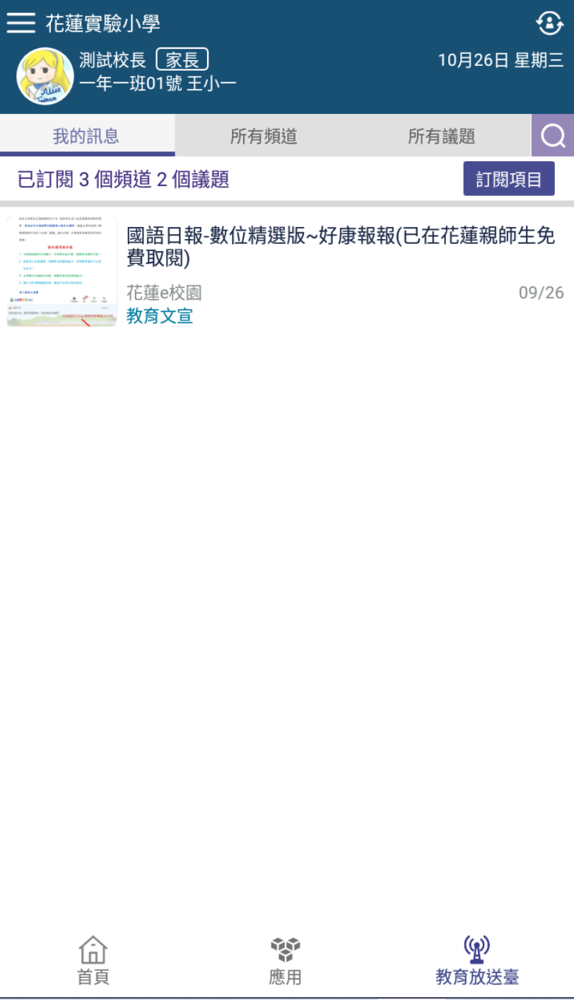 花蓮實驗小學
測試校長 家長
10月26日 星期三
一年一班01號 王小一
我的訊息
所有頻道
所有議題
已訂閱 3 個頻道 2 個議題
訂閱項目
國語日報-數位精選版~好康報報(已在花蓮親師生免
費取閱)
花蓮e校園
09/26
教育文宣
首頁
應用
教育放送臺